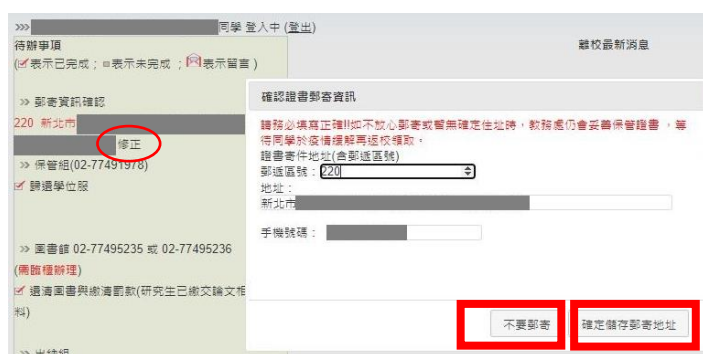 >>> 同學 登入中 (登出)
待辦事項
(☑表示已完成；□表示未完成 ；表示留言 )
離校最新消息
>> 郵寄資訊確認
220 新北市
修正
>> 保管組(02-77491978)
☑ 歸還學位服
>> 圖書館 02-77495235 或 02-77495236
(需臨櫃辦理)
☑ 還清圖書與繳清罰款(研究生已繳交論文相
料)
>> 出納組
確認證書郵寄資訊
請務必填寫正確!!如不放心郵寄或暫無確定住址時，教務處仍會妥善保管證書 ，等
待同學於疫情緩解再返校領取。
證書寄件地址(含郵遞區號)
郵遞區號：220
地址：
新北市
手機號碼：
不要郵寄
確定儲存郵寄地址